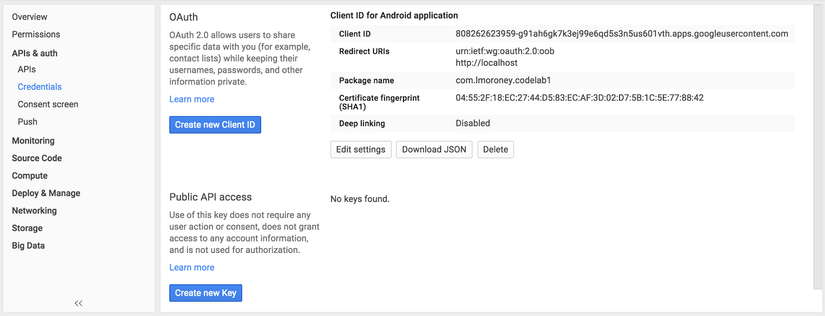 Overview
Permissions
APIs & auth
APIs
Credentials
Consent screen
Push
Monitoring
Source Code
Compute
Deploy & Manage
Networking
Storage
Big Data
<<
OAuth
OAuth 2.0 allows users to share
specific data with you (for example,
contact lists) while keeping their
usernames, passwords, and other
information private.
Learn more
Create new Client ID
Client ID for Android application
Client ID 808262623959-g91ah6gk7k3ej99e6qd5s3n5us601vth.apps.googleusercontent.com
Redirect URIs urn:ietf:wg:oauth:2.0:oob
http://localhost
Package name com.lmoroney.codelab1
Certificate fingerprint 04:55:2F:18:EC:27:44:D5:83:EC:AF:3D:02:D7:5B:1C:5E:77:88:42
(SHA1)
Deep linking Disabled
Edit settings Download JSON Delete
Public API access
Use of this key does not require any
user action or consent, does not grant
access to any account information,
and is not used for authorization.
Learn more
Create new Key
No keys found.